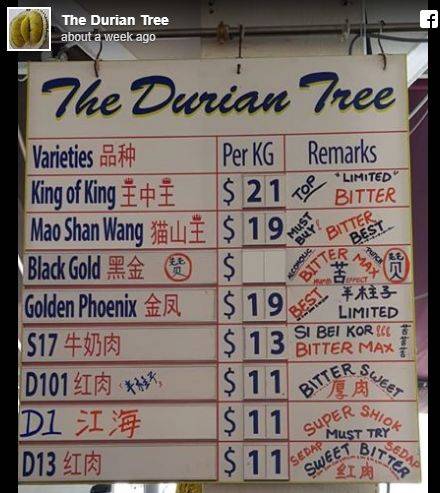 The Durian Tree
about a week ago
f
The Durian Tree
Varieties 品种 Per KG Remarks
King of King 王中王 $ 21 TOP "LIMITED" BITTER
Mao Shan Wang 猫山王 $ 19 MUST BUY! BITTER BEST
Black Gold 黑金 $ ALCOHOLIC BITTER MAX 苦 NUMB EFFECT
Golden Phoenix 金凤 $ 19 BEST 羊柱子 LIMITED
S17 牛奶肉 $ 13 SI BEI KOR BITTER MAX
D101 红肉 $ 11 BITTER SWEET 厚肉
D1 江海 $ 11 SUPER SHIOK MUST TRY
D13 红肉 $ 11 SEDAP SWEET BITTER SEDAP 红肉